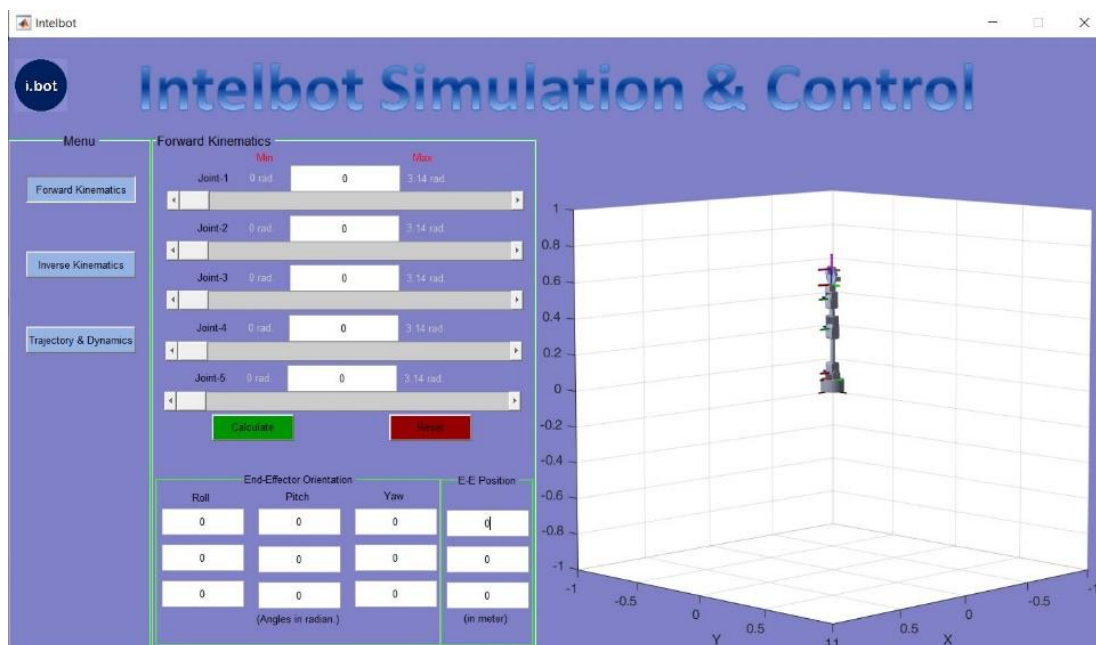 Intelbot
i.bot
Intelbot Simulation & Control
Menu
Forward Kinematics
Inverse Kinematics
Trajectory & Dynamics
Forward Kinematics
Min Max
Joint-1 0 rad. 0 3.14 rad.
Joint-2 0 rad. 0 3.14 rad.
Joint-3 0 rad. 0 3.14 rad.
Joint-4 0 rad. 0 3.14 rad.
Joint-5 0 rad. 0 3.14 rad.
Calculate Reset
End-Effector Orientation
Roll Pitch Yaw
0 0 0
0 0 0
0 0 0
(Angles in radian.)
E-E Position
0
0
0
(in meter)
1
0.8
0.6
0.4
0.2
0
-0.2
-0.4
-0.6
-0.8
-1
-1 -0.5 0 0.5 1
Y
1 0.5 0 -0.5 -1
X